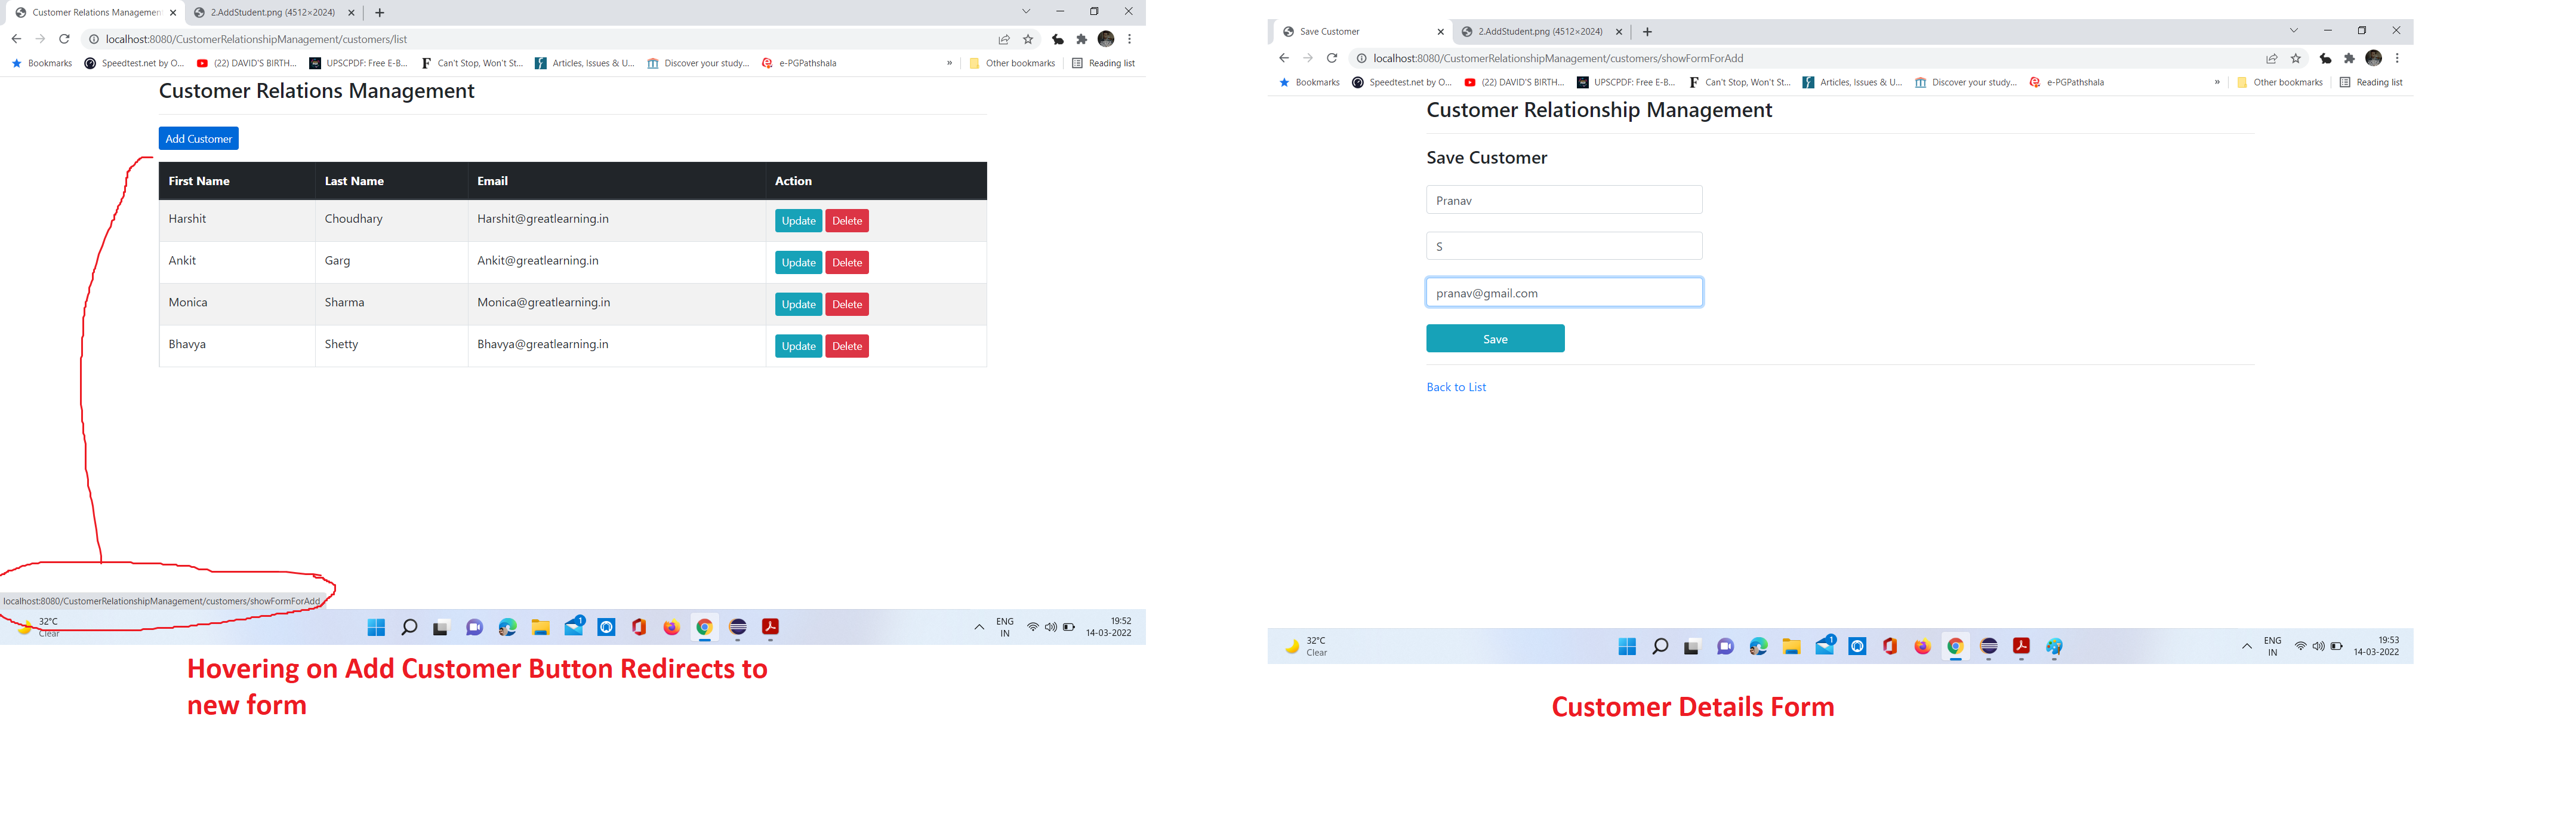 Customer Relations Management
2.AddStudent.png (4512×2024)
localhost:8080/CustomerRelationshipManagement/customers/list
Bookmarks Speedtest.net by O... (22) DAVID'S BIRTH... UPSCPDF: Free E-B... Can't Stop, Won't St... Articles, Issues & U... Discover your study... e-PGPathshala » Other bookmarks Reading list
Customer Relations Management
Add Customer
First Name Last Name Email Action
Harshit Choudhary Harshit@greatlearning.in Update Delete
Ankit Garg Ankit@greatlearning.in Update Delete
Monica Sharma Monica@greatlearning.in Update Delete
Bhavya Shetty Bhavya@greatlearning.in Update Delete
localhost:8080/CustomerRelationshipManagement/customers/showFormForAdd
32°C
Clear
1
ENG
IN
19:52
14-03-2022
Hovering on Add Customer Button Redirects to
new form
Save Customer
2.AddStudent.png (4512×2024)
localhost:8080/CustomerRelationshipManagement/customers/showFormForAdd
Bookmarks Speedtest.net by O... (22) DAVID'S BIRTH... UPSCPDF: Free E-B... Can't Stop, Won't St... Articles, Issues & U... Discover your study... e-PGPathshala » Other bookmarks Reading list
Customer Relationship Management
Save Customer
Pranav
S
pranav@gmail.com
Save
Back to List
32°C
Clear
1
ENG
IN
19:53
14-03-2022
Customer Details Form